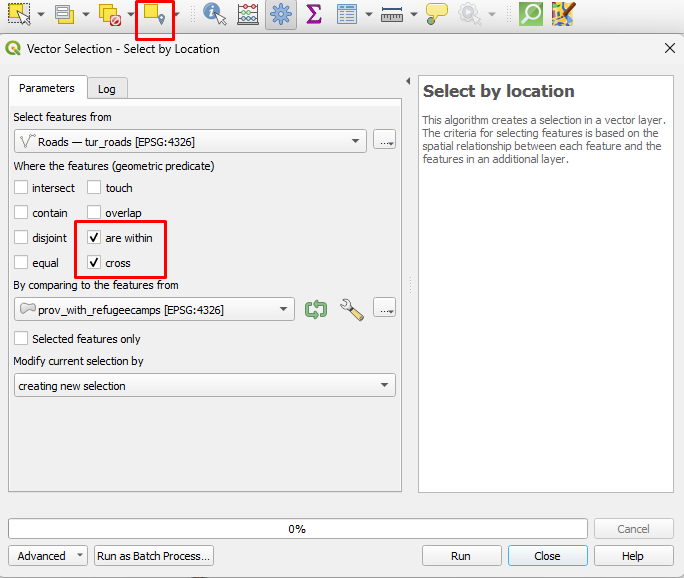 Vector Selection - Select by Location
Parameters
Log
Select features from
Roads — tur_roads [EPSG:4326]
...
Where the features (geometric predicate)
intersect
touch
contain
overlap
disjoint
are within
equal
cross
By comparing to the features from
prov_with_refugeecamps [EPSG:4326]
...
Selected features only
Modify current selection by
creating new selection
Select by location
This algorithm creates a selection in a vector layer.
The criteria for selecting features is based on the
spatial relationship between each feature and the
features in an additional layer.
0%
Cancel
Advanced
Run as Batch Process...
Run
Close
Help